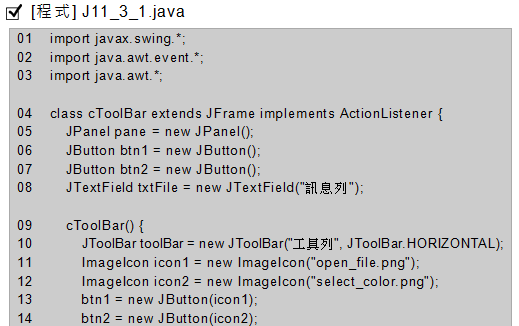 [程式] J11_3_1.java
01 import javax.swing.*;
02 import java.awt.event.*;
03 import java.awt.*;
04 class cToolBar extends JFrame implements ActionListener {
05 JPanel pane = new JPanel();
06 JButton btn1 = new JButton();
07 JButton btn2 = new JButton();
08 JTextField txtFile = new JTextField("訊息列");
09 cToolBar() {
10 JToolBar toolBar = new JToolBar("工具列", JToolBar.HORIZONTAL);
11 ImageIcon icon1 = new ImageIcon("open_file.png");
12 ImageIcon icon2 = new ImageIcon("select_color.png");
13 btn1 = new JButton(icon1);
14 btn2 = new JButton(icon2);